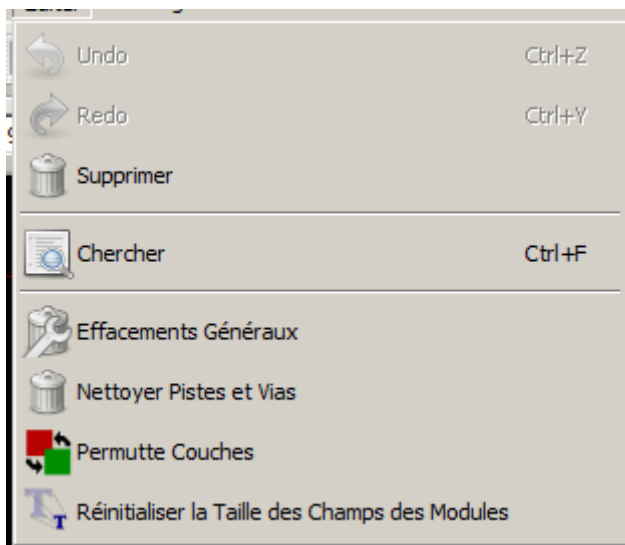 Undo Ctrl+Z
Redo Ctrl+Y
Supprimer
Chercher Ctrl+F
Effacements Généraux
Nettoyer Pistes et Vias
Permutte Couches
Réinitialiser la Taille des Champs des Modules